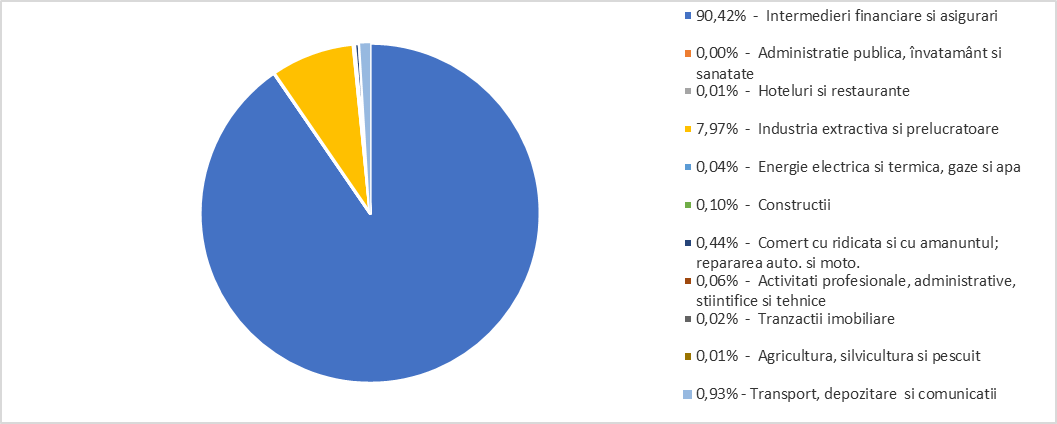 90,42% - Intermedieri financiare si asigurari
0,00% - Administratie publica, învatamânt si
sanatate
0,01% - Hoteluri si restaurante
7,97% - Industria extractiva si prelucratoare
0,04% - Energie electrica si termica, gaze si apa
0,10% - Constructii
0,44% - Comert cu ridicata si cu amanuntul;
repararea auto. si moto.
0,06% - Activitati profesionale, administrative,
stiintifice si tehnice
0,02% - Tranzactii imobiliare
0,01% - Agricultura, silvicultura si pescuit
0,93% - Transport, depozitare si comunicatii